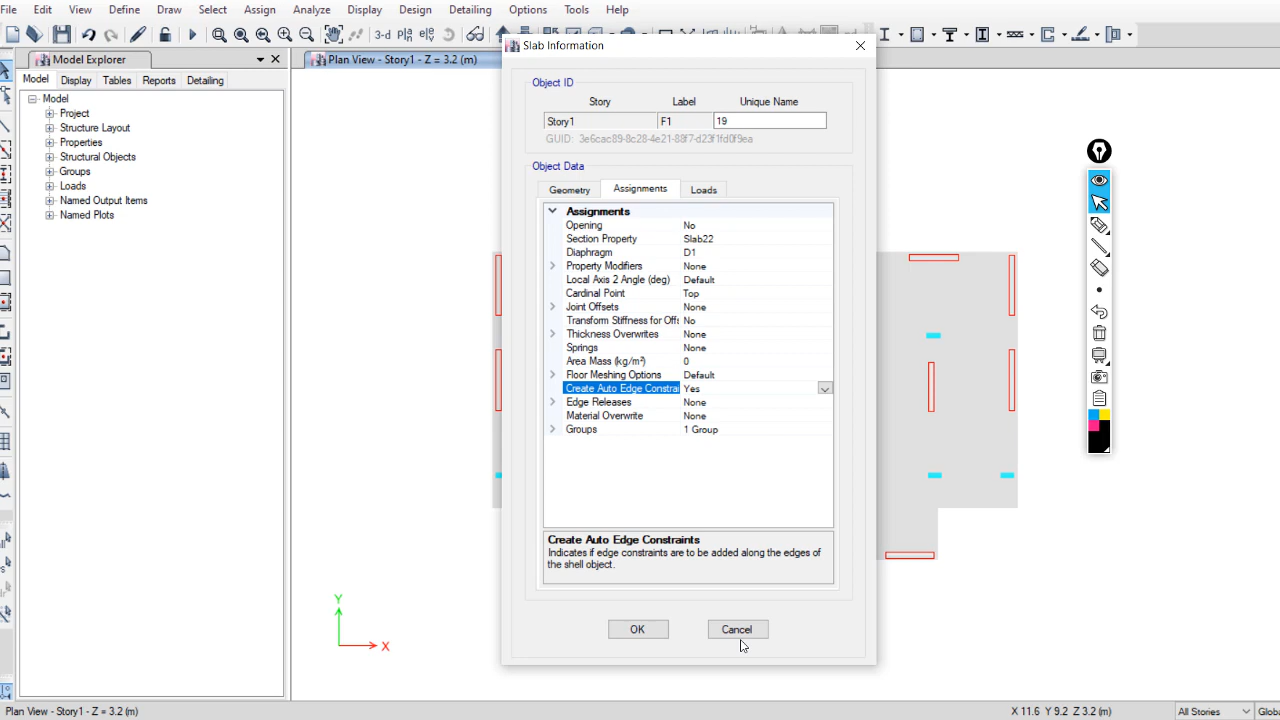 File Edit View Define Draw Select Assign Analyze Display Design Detailing Options Tools Help
3-d
Model Explorer
Model Display Tables Reports Detailing
Model
Project
Structure Layout
Properties
Structural Objects
Groups
Loads
Named Output Items
Named Plots
Plan View - Story1 - Z = 3.2 (m)
Slab Information
Object ID
Story Label Unique Name
Story1 F1 19
GUID: 3e6cac89-8c28-4e21-88f7-d23f1fd0f9ea
Object Data
Geometry Assignments Loads
Assignments
Opening No
Section Property Slab22
Diaphragm D1
Property Modifiers None
Local Axis 2 Angle (deg) Default
Cardinal Point Top
Joint Offsets None
Transform Stiffness for Offs No
Thickness Overwrites None
Springs None
Area Mass (kg/m²) 0
Floor Meshing Options Default
Create Auto Edge Constrai Yes
Edge Releases None
Material Overwrite None
Groups 1 Group
Create Auto Edge Constraints
Indicates if edge constraints are to be added along the edges of
the shell object.
OK Cancel
Y
X
Plan View - Story1 - Z = 3.2 (m)
X 11.6 Y 9.2 Z 3.2 (m)
All Stories
Globa